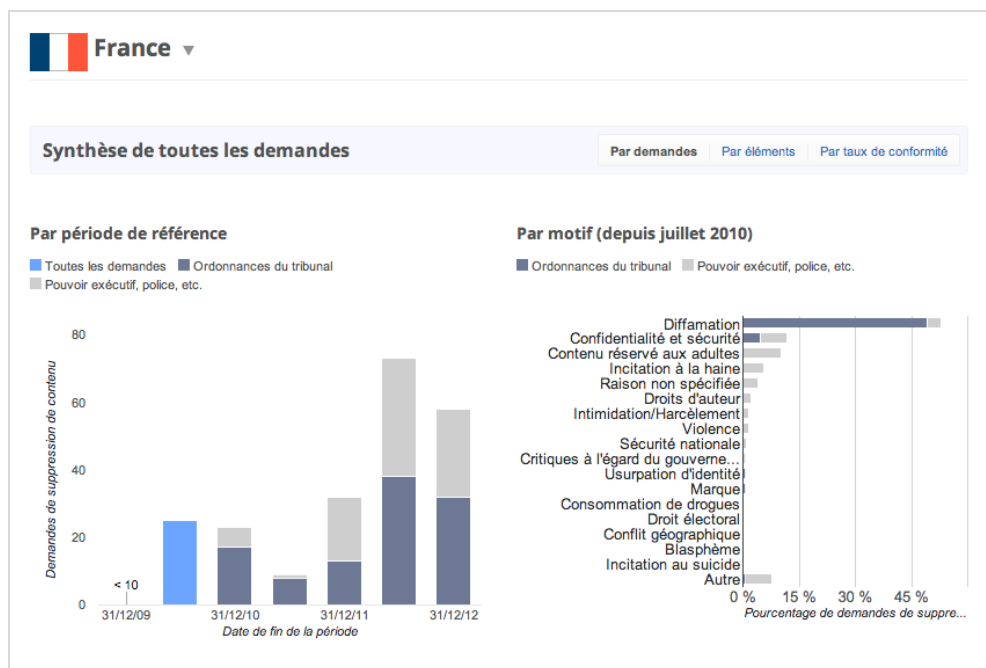 France
Synthèse de toutes les demandes
Par demandes
Par éléments
Par taux de conformité
Par période de référence
Toutes les demandes
Ordonnances du tribunal
Pouvoir exécutif, police, etc.
Demandes de suppression de contenu
80
60
40
20
0
< 10
31/12/09
31/12/10
31/12/11
31/12/12
Date de fin de la période
Par motif (depuis juillet 2010)
Ordonnances du tribunal
Pouvoir exécutif, police, etc.
Diffamation
Confidentialité et sécurité
Contenu réservé aux adultes
Incitation à la haine
Raison non spécifiée
Droits d'auteur
Intimidation/Harcèlement
Violence
Sécurité nationale
Critiques à l'égard du gouverne...
Usurpation d'identité
Marque
Consommation de drogues
Droit électoral
Conflit géographique
Blasphème
Incitation au suicide
Autre
0 %
15 %
30 %
45 %
Pourcentage de demandes de suppre...